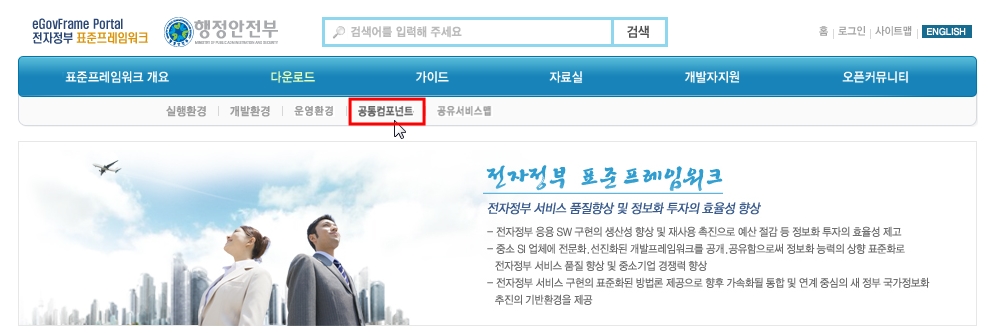 eGovFrame Portal
전자정부 표준프레임워크
행정안전부
MINISTRY OF PUBLIC ADMINISTRATION AND SECURITY
검색어를 입력해 주세요
검색
홈 | 로그인 | 사이트맵 | ENGLISH
표준프레임워크 개요 다운로드 가이드 자료실 개발자지원 오픈커뮤니티
실행환경 | 개발환경 | 운영환경 | 공통컴포넌트 공유서비스맵
전자정부 표준프레임워크
전자정부 서비스 품질향상 및 정보화 투자의 효율성 향상
- 전자정부 응용 SW 구현의 생산성 향상 및 재사용 촉진으로 예산 절감 등 정보화 투자의 효율성 제고
- 중소 SI 업체에 전문화, 선진화된 개발프레임워크를 공개, 공유함으로써 정보화 능력의 상향 표준화로
전자정부 서비스 품질 향상 및 중소기업 경쟁력 향상
- 전자정부 서비스 구현의 표준화된 방법론 제공으로 향후 가속화될 통합 및 연계 중심의 새 정부 국가정보화
추진의 기반환경을 제공